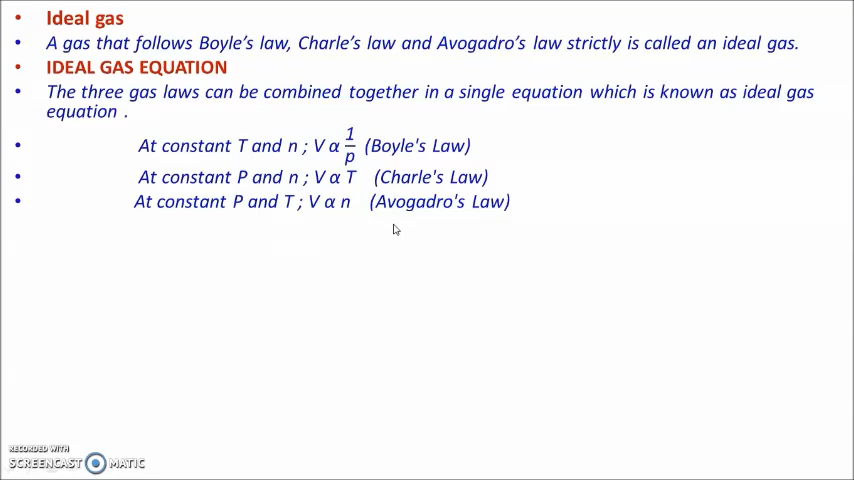 • Ideal gas
• A gas that follows Boyle’s law, Charle’s law and Avogadro’s law strictly is called an ideal gas.
• IDEAL GAS EQUATION
• The three gas laws can be combined together in a single equation which is known as ideal gas
equation .
• At constant T and n ; V α 1/p (Boyle's Law)
• At constant P and n ; V α T (Charle's Law)
• At constant P and T ; V α n (Avogadro's Law)
RECORDED WITH
SCREENCAST MATIC